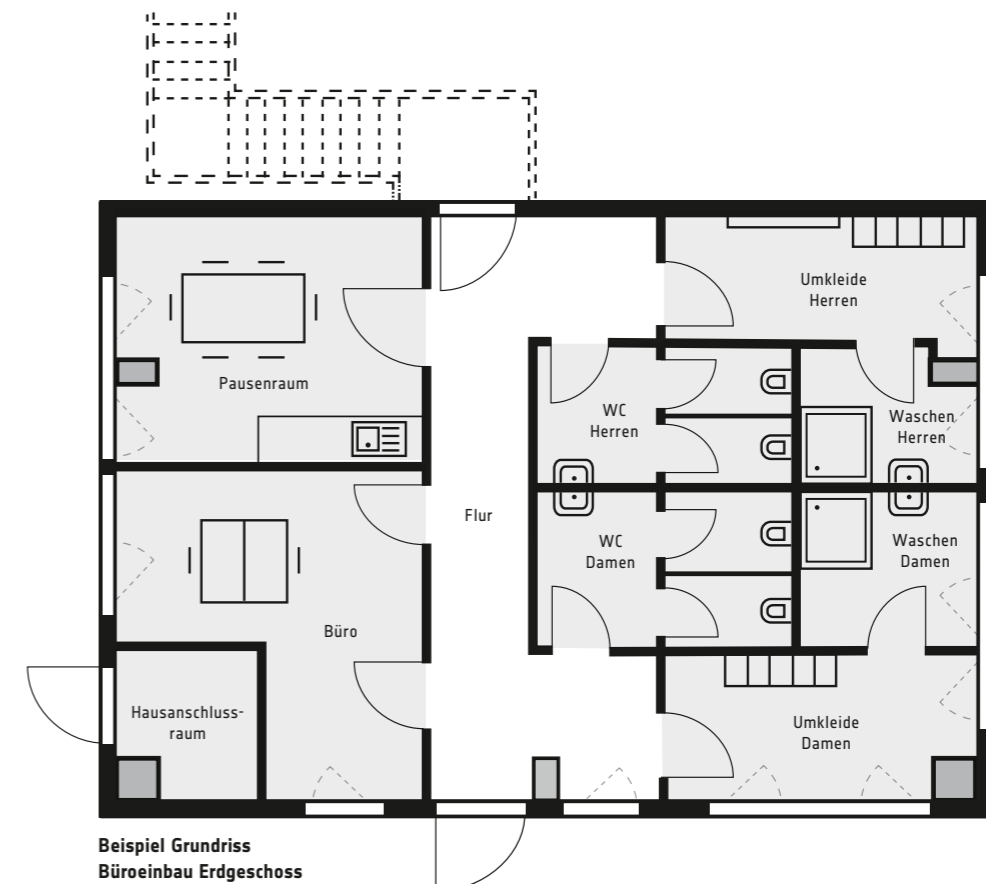 Umkleide
Herren
Pausenraum
WC
Herren
Waschen
Herren
Flur
WC
Damen
Waschen
Damen
Büro
Hausanschluss-
raum
Umkleide
Damen
Beispiel Grundriss
Büroeinbau Erdgeschoss